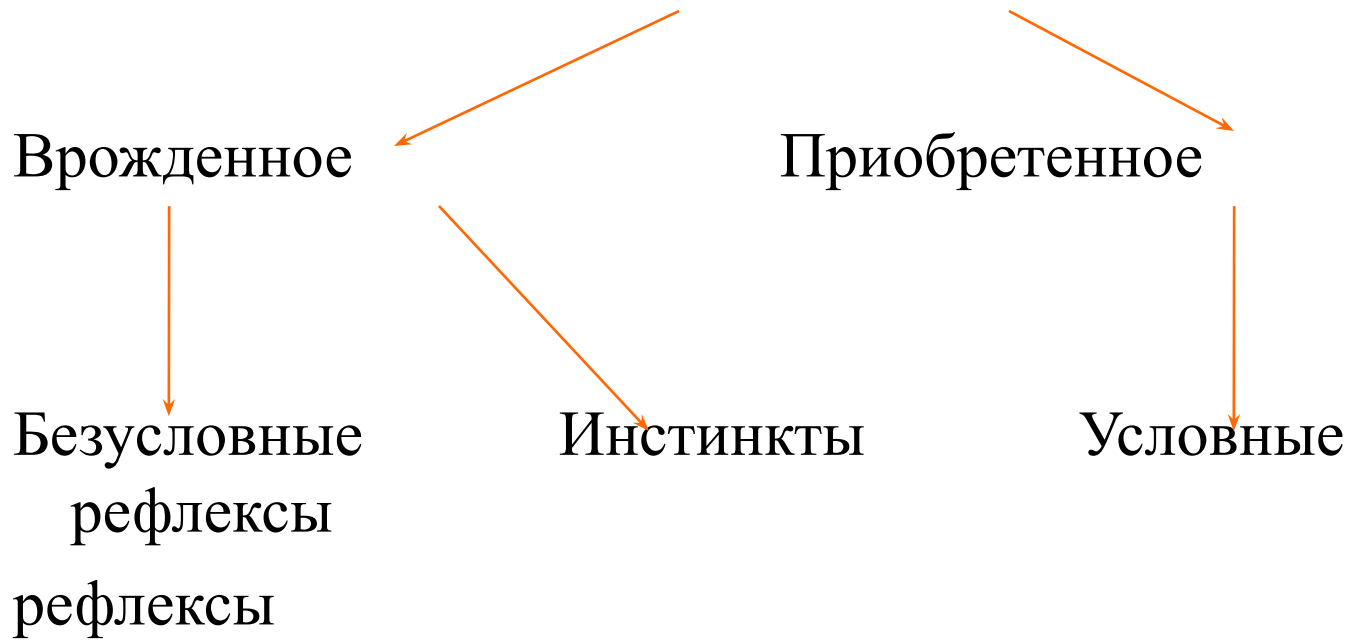 Врожденное Приобретенное
Безусловные Инстинкты Условные
рефлексы
рефлексы